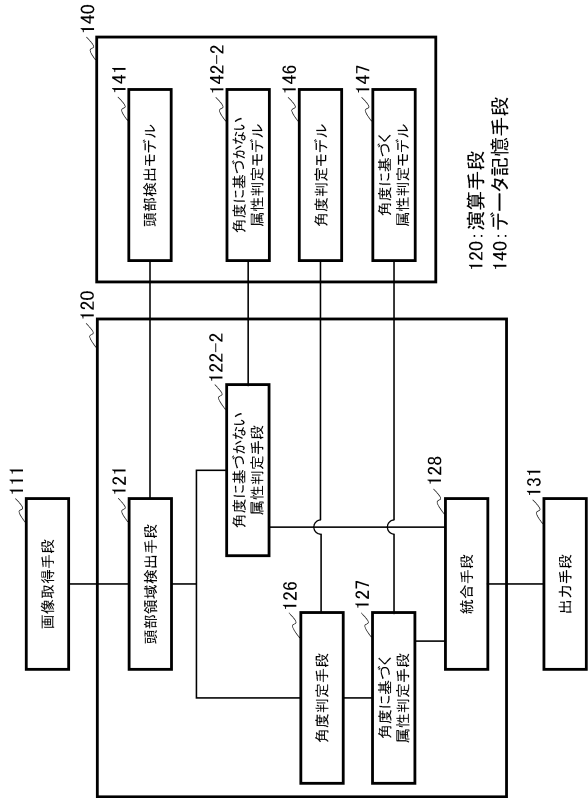 111
画像取得手段
120
121
頭部領域検出手段
122-2
角度に基づかない
属性判定手段
126
角度判定手段
127
角度に基づく
属性判定手段
128
統合手段
131
出力手段
140
141
頭部検出モデル
142-2
角度に基づかない
属性判定モデル
146
角度判定モデル
147
角度に基づく
属性判定モデル
120:演算手段
140:データ記憶手段